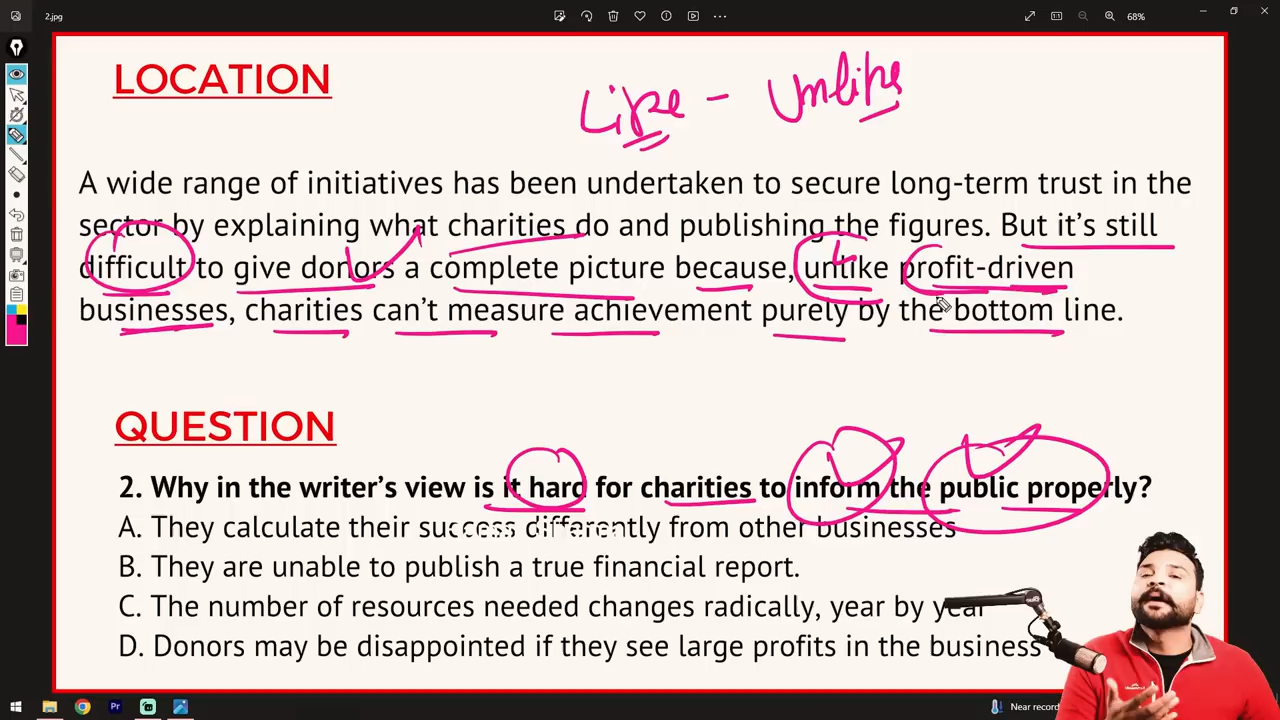 2.jpg
68%
LOCATION
Like - Unlike
A wide range of initiatives has been undertaken to secure long-term trust in the
sector by explaining what charities do and publishing the figures. But it's still
difficult to give donors a complete picture because, unlike profit-driven
businesses, charities can't measure achievement purely by the bottom line.
QUESTION
2. Why in the writer's view is it hard for charities to inform the public properly?
A. They calculate their success differently from other businesses
B. They are unable to publish a true financial report.
C. The number of resources needed changes radically, year by year
D. Donors may be disappointed if they see large profits in the business
Near record